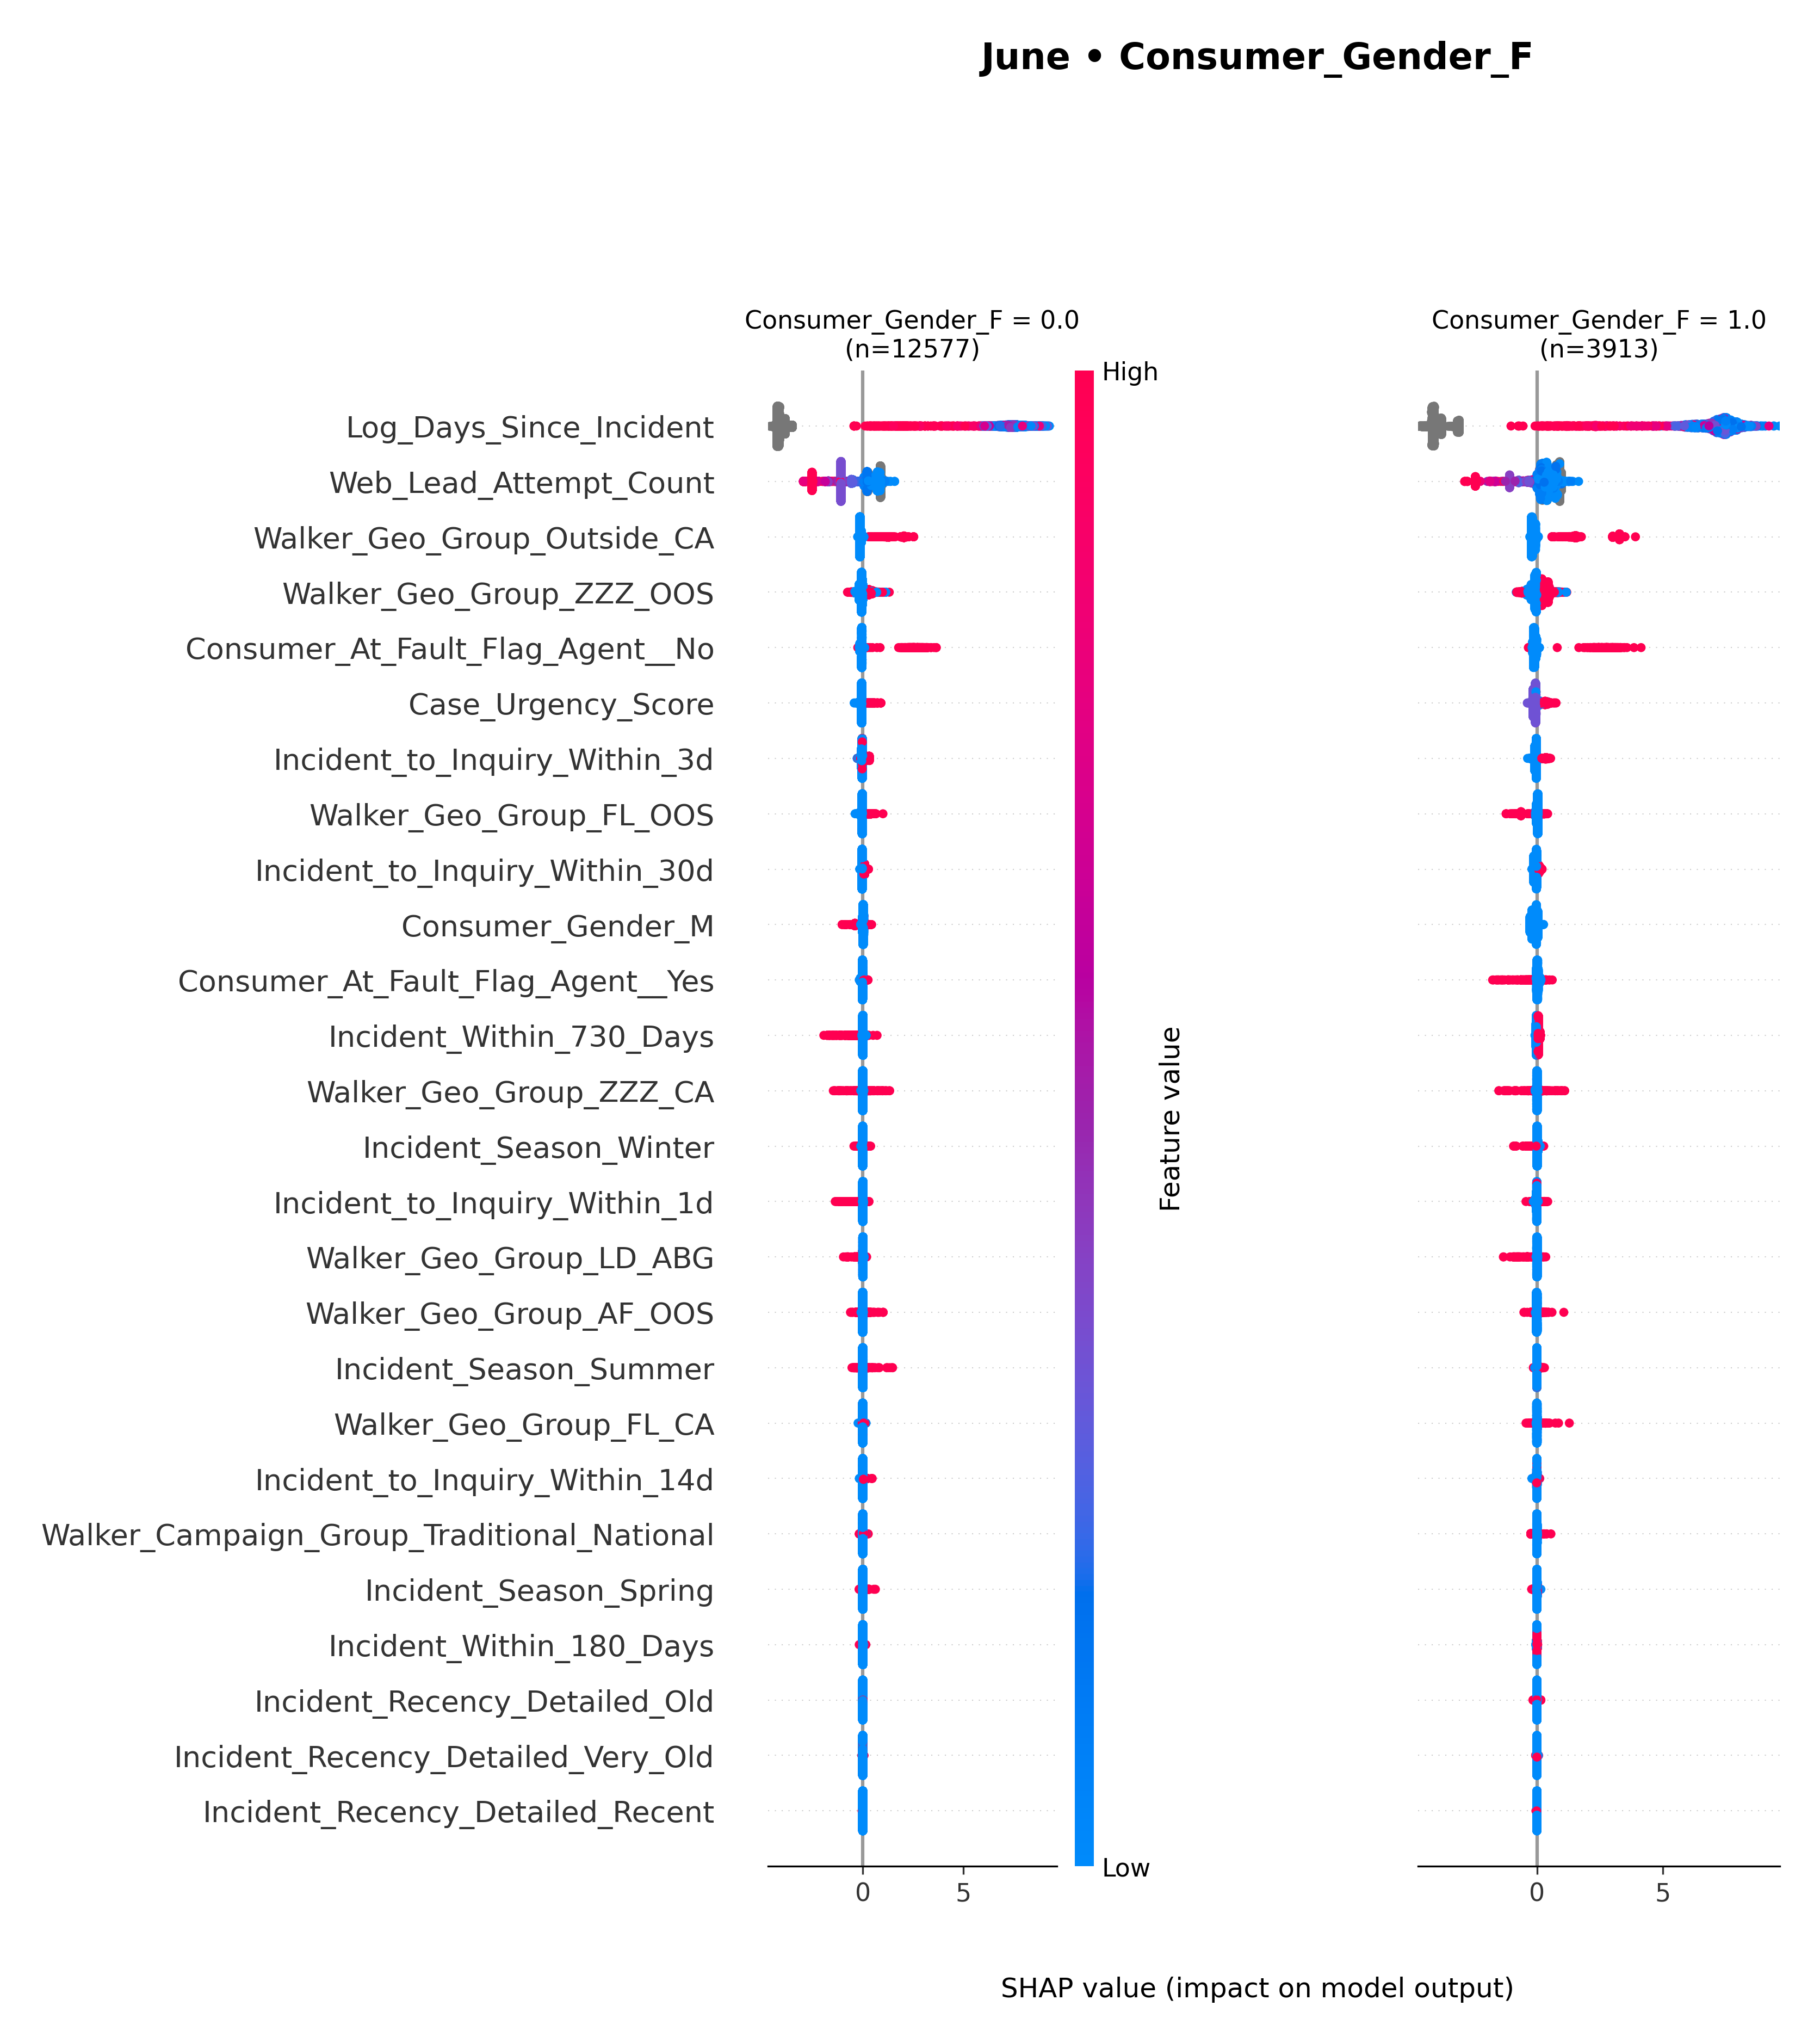 June • Consumer_Gender_F
Consumer_Gender_F = 0.0
(n=12577)
Consumer_Gender_F = 1.0
(n=3913)
High
Log_Days_Since_Incident
Web_Lead_Attempt_Count
Walker_Geo_Group_Outside_CA
Walker_Geo_Group_ZZZ_OOS
Consumer_At_Fault_Flag_Agent__No
Case_Urgency_Score
Incident_to_Inquiry_Within_3d
Walker_Geo_Group_FL_OOS
Incident_to_Inquiry_Within_30d
Consumer_Gender_M
Consumer_At_Fault_Flag_Agent__Yes
Incident_Within_730_Days
Walker_Geo_Group_ZZZ_CA
Incident_Season_Winter
Incident_to_Inquiry_Within_1d
Walker_Geo_Group_LD_ABG
Walker_Geo_Group_AF_OOS
Incident_Season_Summer
Walker_Geo_Group_FL_CA
Incident_to_Inquiry_Within_14d
Walker_Campaign_Group_Traditional_National
Incident_Season_Spring
Incident_Within_180_Days
Incident_Recency_Detailed_Old
Incident_Recency_Detailed_Very_Old
Incident_Recency_Detailed_Recent
Feature value
Low
0 5
0 5
SHAP value (impact on model output)